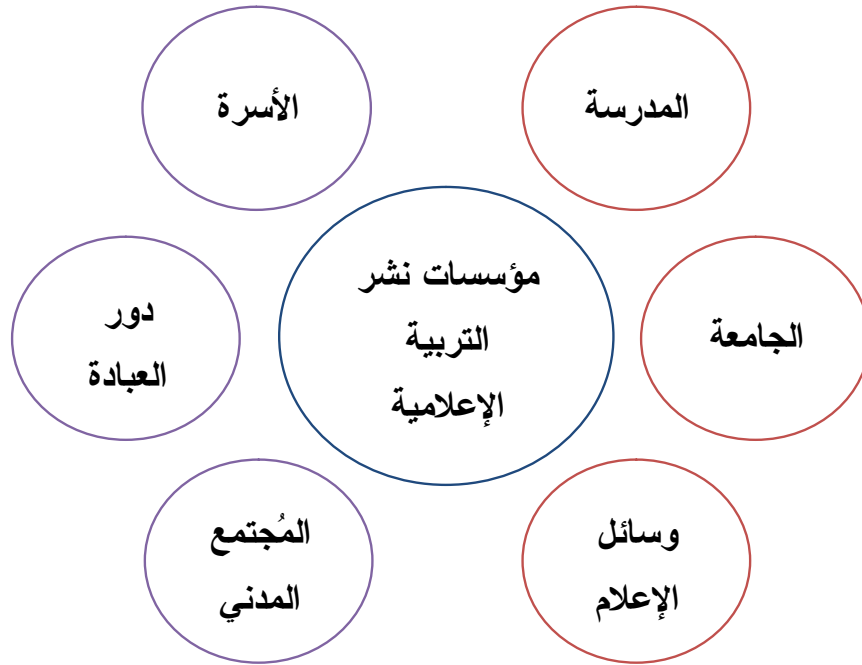 المدرسة
الأسرة
مؤسسات نشر
التربية
الإعلامية
الجامعة
دور
العبادة
وسائل
الإعلام
المُجتمع
المدني